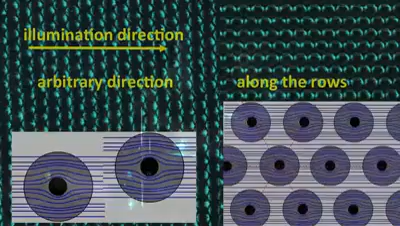 illumination direction
arbitrary direction
along the rows